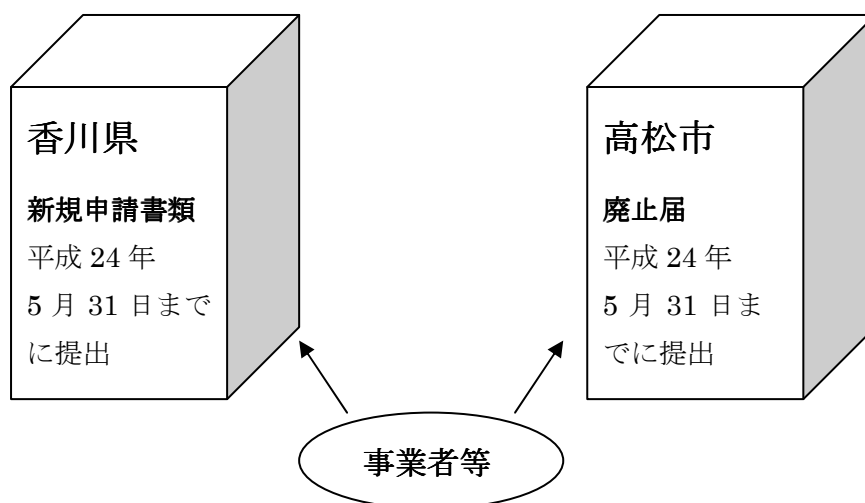 香川県
新規申請書類
平成 24 年
5 月 31 日まで
に提出
高松市
廃止届
平成 24 年
5 月 31 日ま
でに提出
事業者等